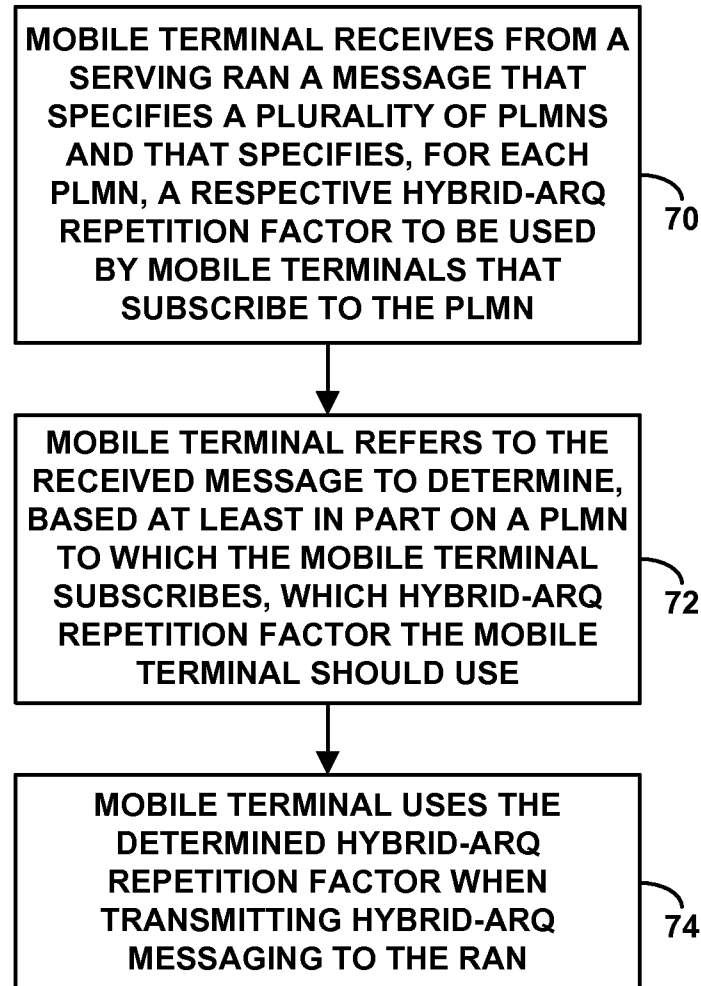 MOBILE TERMINAL RECEIVES FROM A
SERVING RAN A MESSAGE THAT
SPECIFIES A PLURALITY OF PLMNS
AND THAT SPECIFIES, FOR EACH
PLMN, A RESPECTIVE HYBRID-ARQ
REPETITION FACTOR TO BE USED
BY MOBILE TERMINALS THAT
SUBSCRIBE TO THE PLMN
70
MOBILE TERMINAL REFERS TO THE
RECEIVED MESSAGE TO DETERMINE,
BASED AT LEAST IN PART ON A PLMN
TO WHICH THE MOBILE TERMINAL
SUBSCRIBES, WHICH HYBRID-ARQ
REPETITION FACTOR THE MOBILE
TERMINAL SHOULD USE
72
MOBILE TERMINAL USES THE
DETERMINED HYBRID-ARQ
REPETITION FACTOR WHEN
TRANSMITTING HYBRID-ARQ
MESSAGING TO THE RAN
74